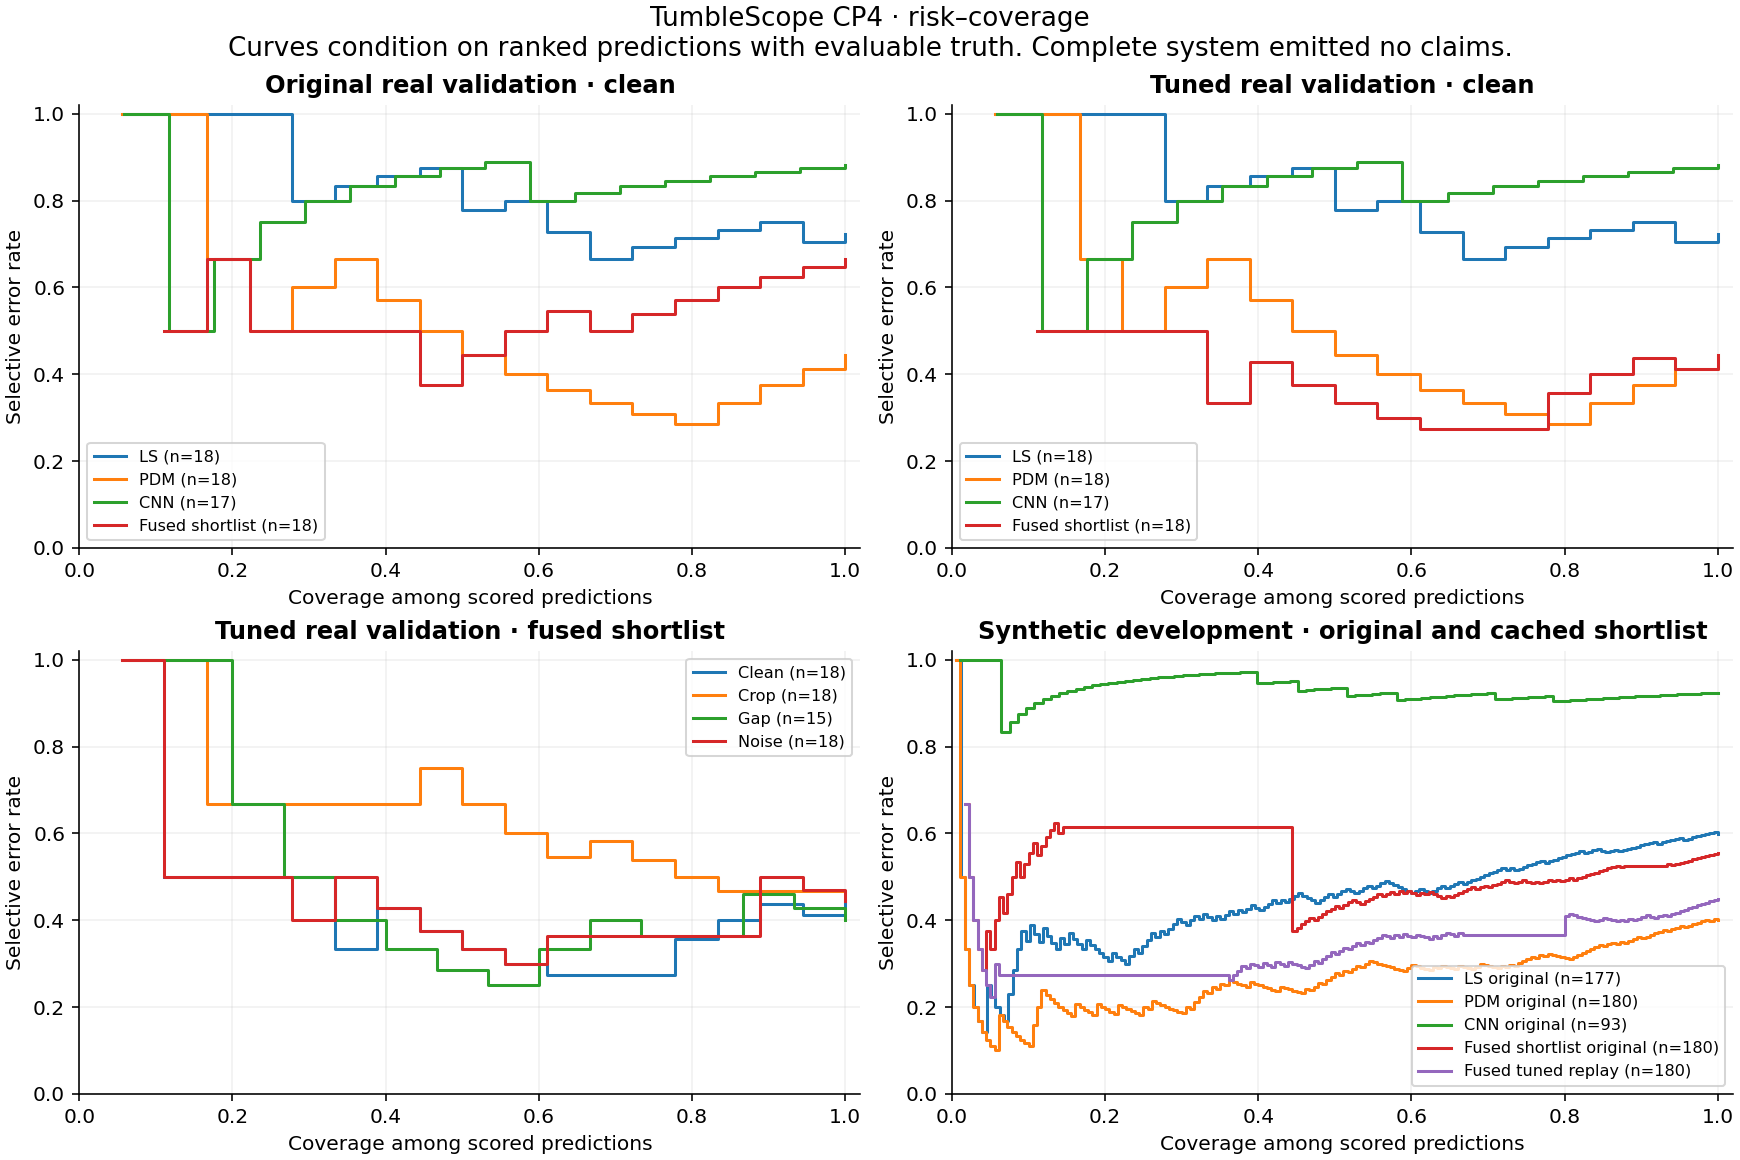 TumbleScope CP4 · risk–coverage
Curves condition on ranked predictions with evaluable truth. Complete system emitted no claims.
Original real validation · clean
Selective error rate
1.0
0.8
0.6
0.4
0.2
0.0
LS (n=18)
PDM (n=18)
CNN (n=17)
Fused shortlist (n=18)
0.0 0.2 0.4 0.6 0.8 1.0
Coverage among scored predictions
Tuned real validation · clean
Selective error rate
1.0
0.8
0.6
0.4
0.2
0.0
LS (n=18)
PDM (n=18)
CNN (n=17)
Fused shortlist (n=18)
0.0 0.2 0.4 0.6 0.8 1.0
Coverage among scored predictions
Tuned real validation · fused shortlist
Selective error rate
1.0
0.8
0.6
0.4
0.2
0.0
Clean (n=18)
Crop (n=18)
Gap (n=15)
Noise (n=18)
0.0 0.2 0.4 0.6 0.8 1.0
Coverage among scored predictions
Synthetic development · original and cached shortlist
Selective error rate
1.0
0.8
0.6
0.4
0.2
0.0
LS original (n=177)
PDM original (n=180)
CNN original (n=93)
Fused shortlist original (n=180)
Fused tuned replay (n=180)
0.0 0.2 0.4 0.6 0.8 1.0
Coverage among scored predictions